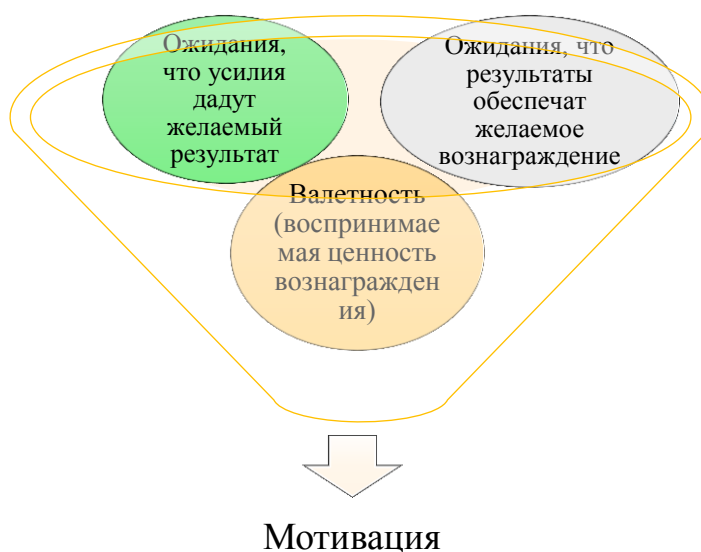 Ожидания,
что усилия
дадут
желаемый
результат
Ожидания, что
результаты
обеспечат
желаемое
вознаграждение
Валетность
(воспринимае
мая ценность
вознагражден
ия)
Мотивация